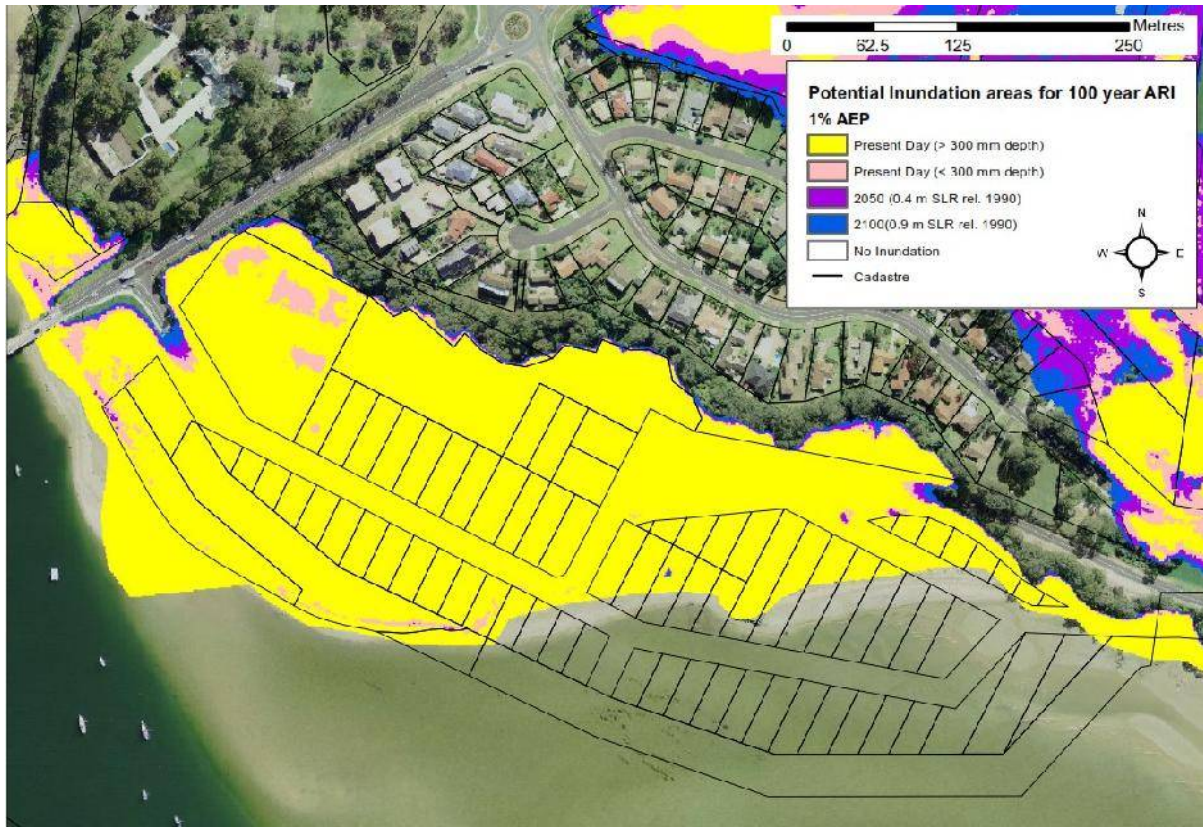 Metres
0 62.5 125 250
Potential Inundation areas for 100 year ARI
1% AEP
Present Day (> 300 mm depth)
Present Day (< 300 mm depth)
2050 (0.4 m SLR rel. 1990)
2100(0.9 m SLR rel. 1990)
No Inundation
Cadastre
N
W E
S